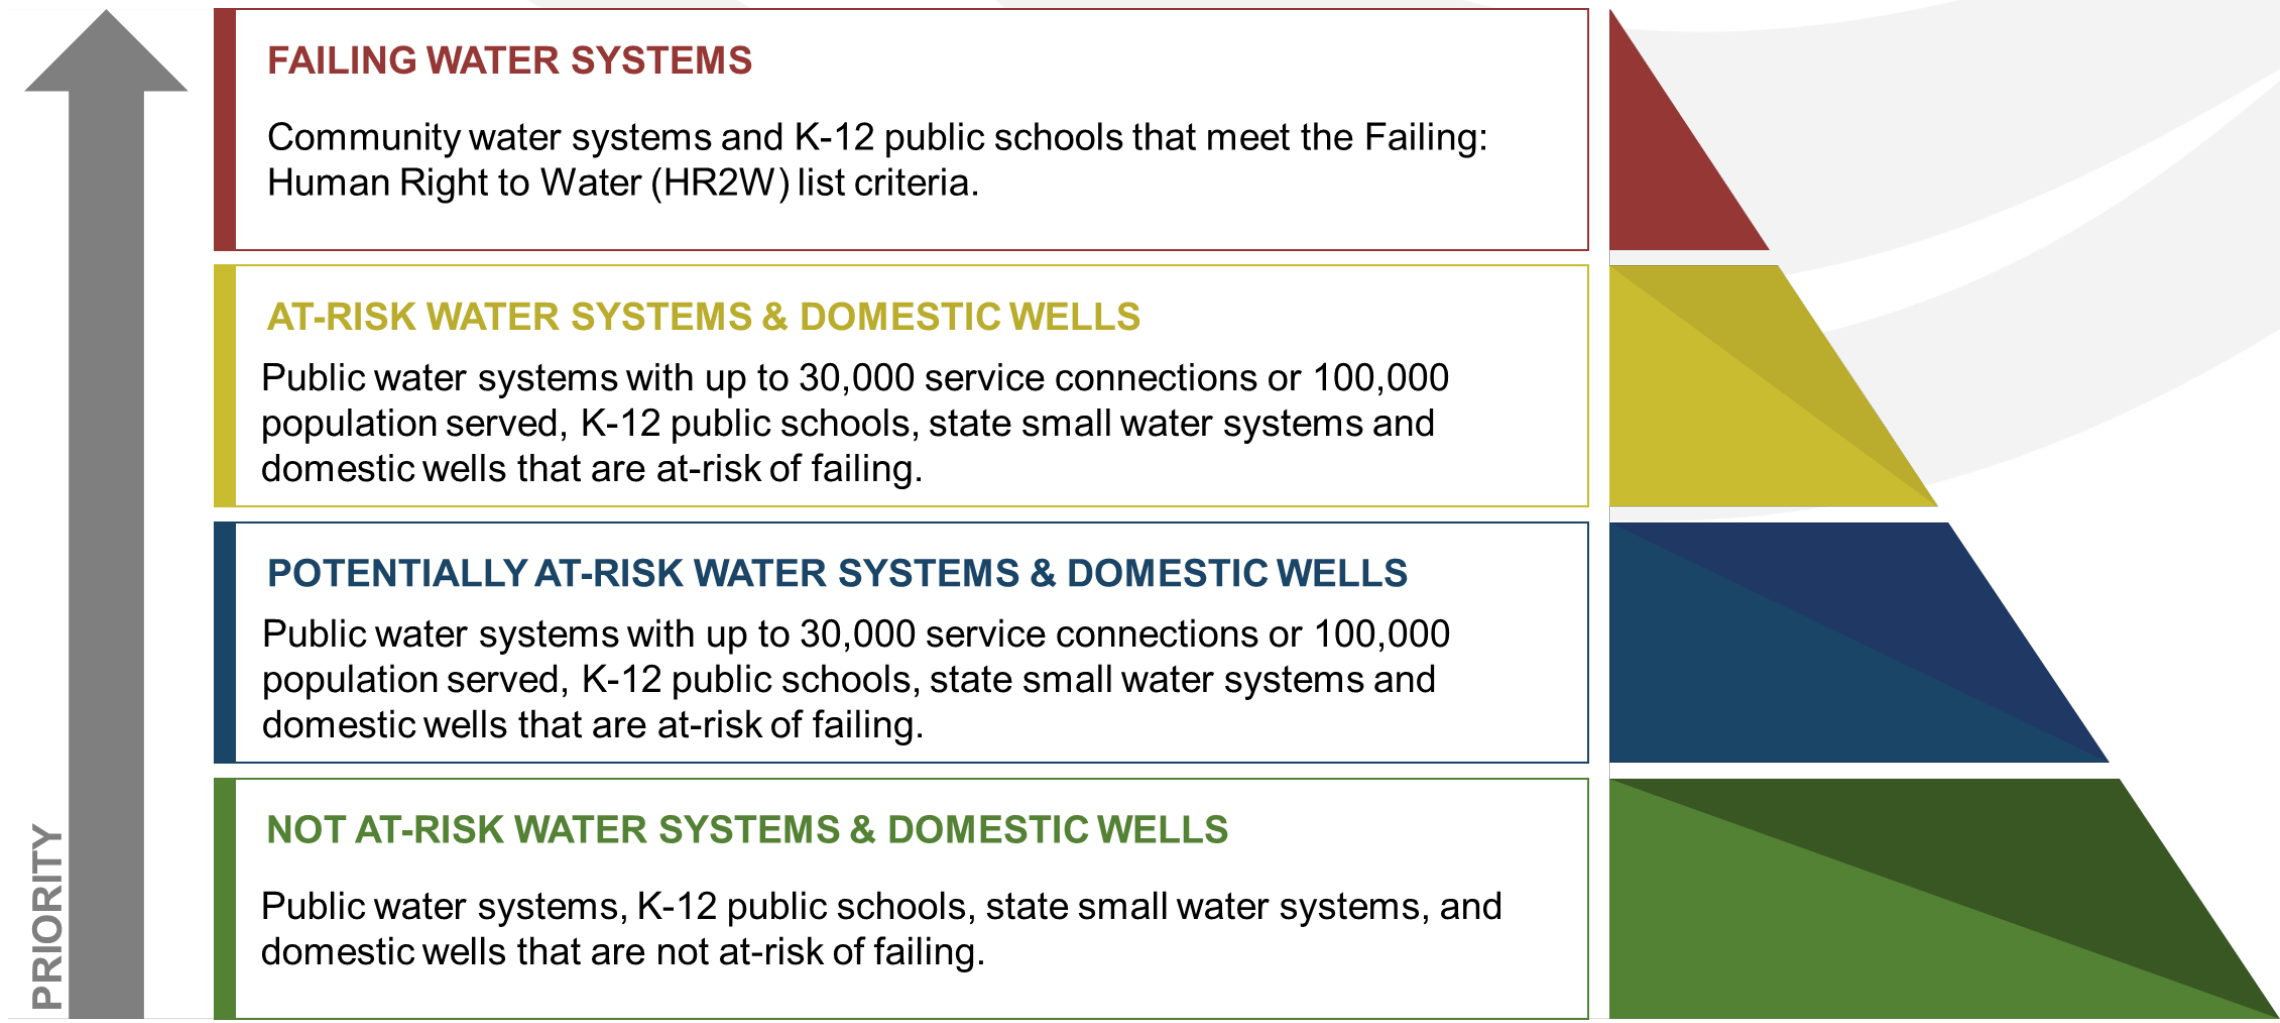 FAILING WATER SYSTEMS
Community water systems and K-12 public schools that meet the Failing:
Human Right to Water (HR2W) list criteria.
AT-RISK WATER SYSTEMS & DOMESTIC WELLS
Public water systems with up to 30,000 service connections or 100,000
population served, K-12 public schools, state small water systems and
domestic wells that are at-risk of failing.
POTENTIALLY AT-RISK WATER SYSTEMS & DOMESTIC WELLS
Public water systems with up to 30,000 service connections or 100,000
population served, K-12 public schools, state small water systems and
domestic wells that are at-risk of failing.
NOT AT-RISK WATER SYSTEMS & DOMESTIC WELLS
Public water systems, K-12 public schools, state small water systems, and
domestic wells that are not at-risk of failing.
PRIORITY